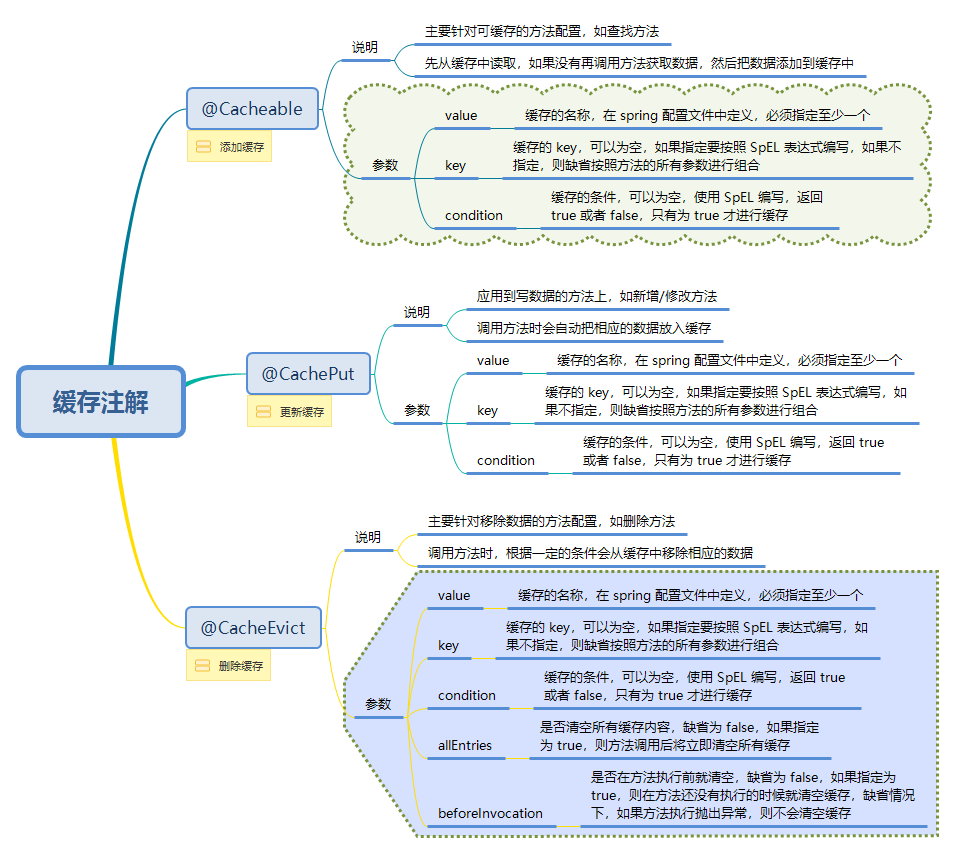 缓存注解
@Cacheable
添加缓存
说明
主要针对可缓存的方法配置，如查找方法
先从缓存中读取，如果没有再调用方法获取数据，然后把数据添加到缓存中
参数
value
缓存的名称，在 spring 配置文件中定义，必须指定至少一个
key
缓存的 key，可以为空，如果指定要按照 SpEL 表达式编写，如果不
指定，则缺省按照方法的所有参数进行组合
condition
缓存的条件，可以为空，使用 SpEL 编写，返回
true 或者 false，只有为 true 才进行缓存
@CachePut
更新缓存
说明
应用到写数据的方法上，如新增/修改方法
调用方法时会自动把相应的数据放入缓存
参数
value
缓存的名称，在 spring 配置文件中定义，必须指定至少一个
key
缓存的 key，可以为空，如果指定要按照 SpEL 表达式编写，如
果不指定，则缺省按照方法的所有参数进行组合
condition
缓存的条件，可以为空，使用 SpEL 编写，返回 true
或者 false，只有为 true 才进行缓存
@CacheEvict
删除缓存
说明
主要针对移除数据的方法配置，如删除方法
调用方法时，根据一定的条件会从缓存中移除相应的数据
参数
value
缓存的名称，在 spring 配置文件中定义，必须指定至少一个
key
缓存的 key，可以为空，如果指定要按照 SpEL 表达式编写，如
果不指定，则缺省按照方法的所有参数进行组合
condition
缓存的条件，可以为空，使用 SpEL 编写，返回 true
或者 false，只有为 true 才进行缓存
allEntries
是否清空所有缓存内容，缺省为 false，如果指定
为 true，则方法调用后将立即清空所有缓存
beforeInvocation
是否在方法执行前就清空，缺省为 false，如果指定为
true，则在方法还没有执行的时候就清空缓存，缺省情况
下，如果方法执行抛出异常，则不会清空缓存